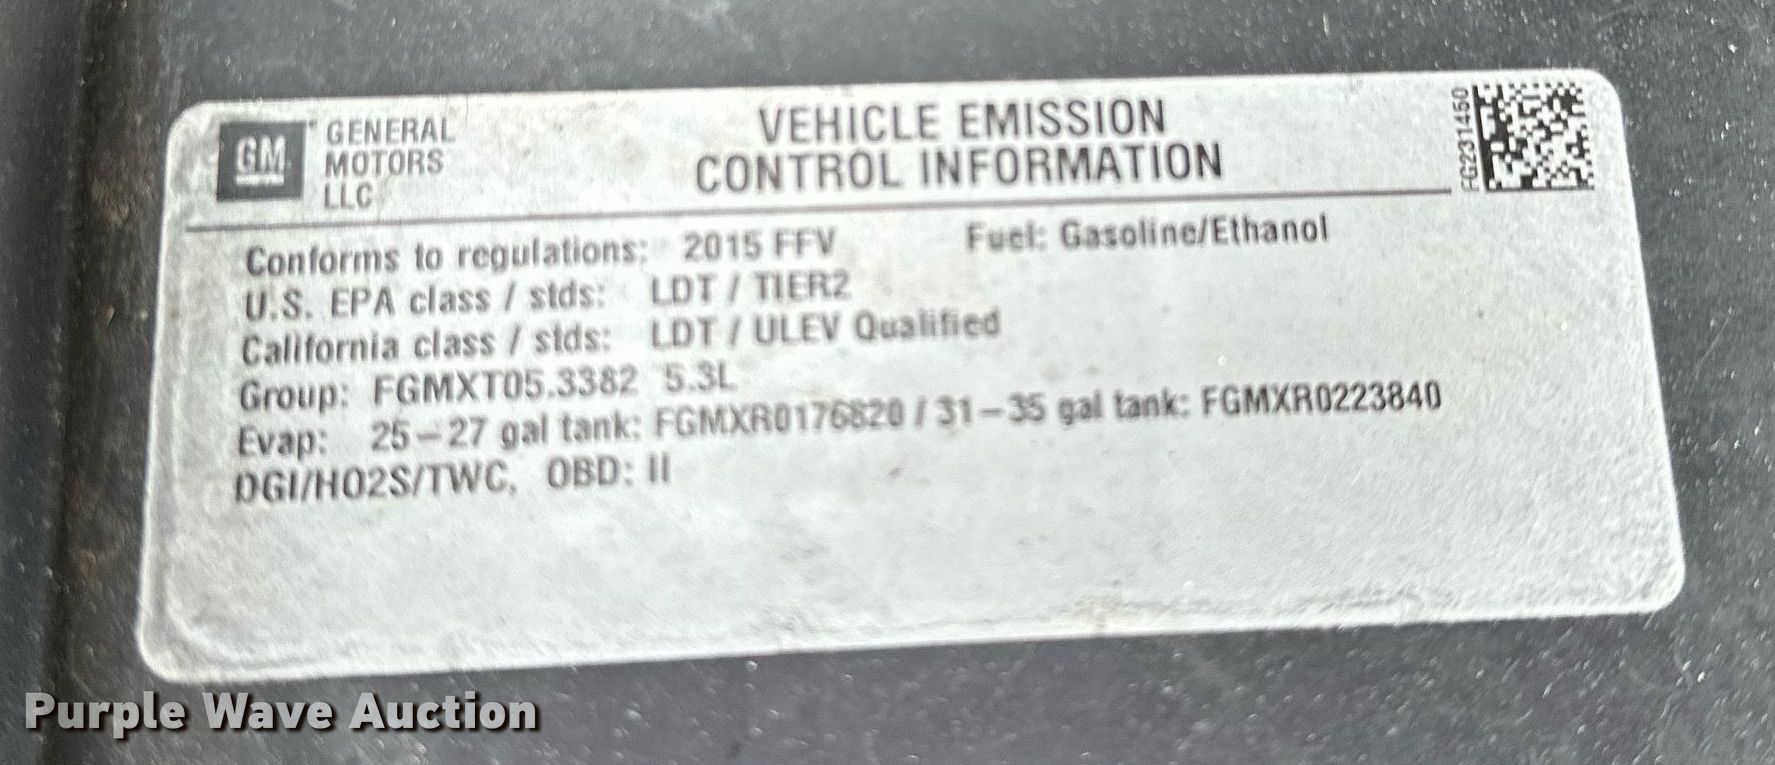 GM
GENERAL
MOTORS
LLC
VEHICLE EMISSION
CONTROL INFORMATION
FG231460
Conforms to regulations: 2015 FFV Fuel: Gasoline/Ethanol
U.S. EPA class / stds: LDT / TIER2
California class / stds: LDT / ULEV Qualified
Group: FGMXT05.3382 5.3L
Evap: 25-27 gal tank: FGMXR0176820 / 31-35 gal tank: FGMXR0223840
DGI/HO2S/TWC, OBD: II
Purple Wave Auction